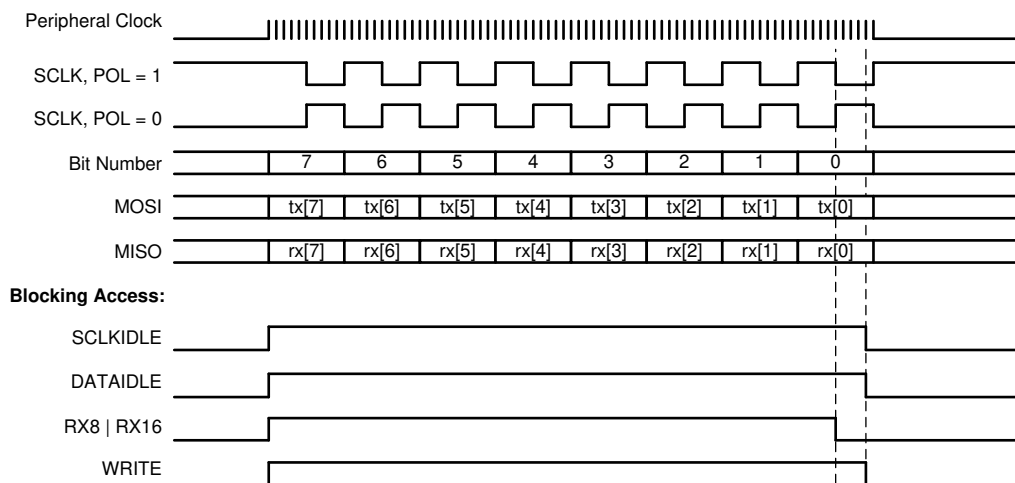 Peripheral Clock
SCLK, POL = 1
SCLK, POL = 0
Bit Number 7 6 5 4 3 2 1 0
MOSI tx[7] tx[6] tx[5] tx[4] tx[3] tx[2] tx[1] tx[0]
MISO rx[7] rx[6] rx[5] rx[4] rx[3] rx[2] rx[1] rx[0]
Blocking Access:
SCLKIDLE
DATAIDLE
RX8 | RX16
WRITE